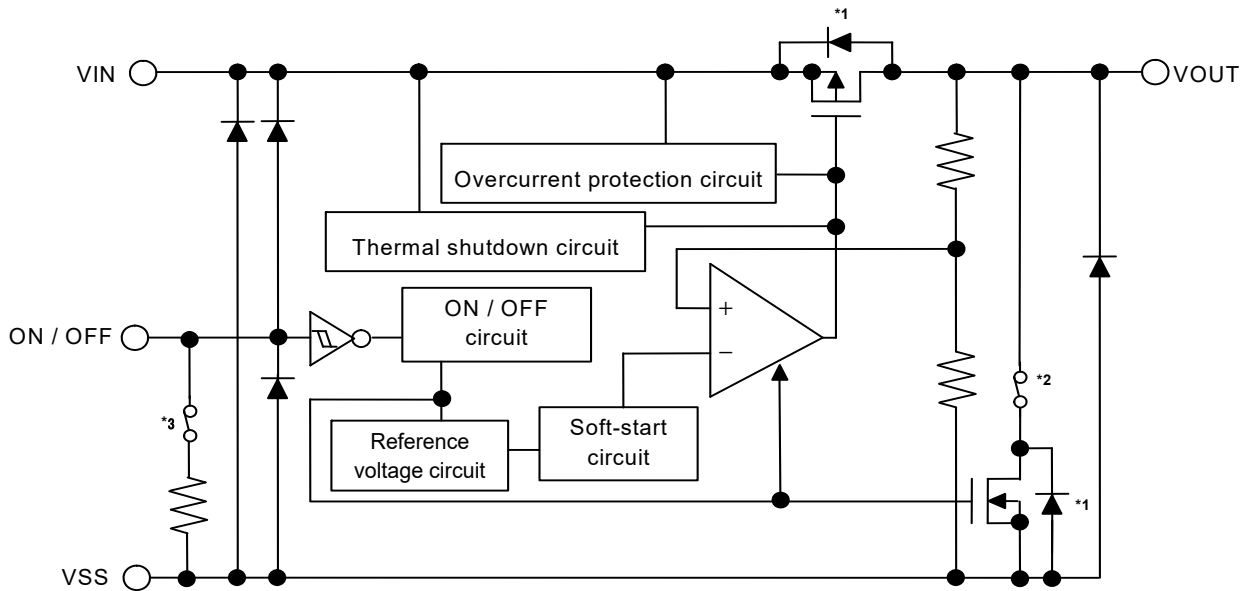 *1
VIN
VOUT
Overcurrent protection circuit
Thermal shutdown circuit
ON / OFF
circuit
+
ON / OFF
−
*2
*3
Reference
voltage circuit
Soft-start
circuit
*1
VSS